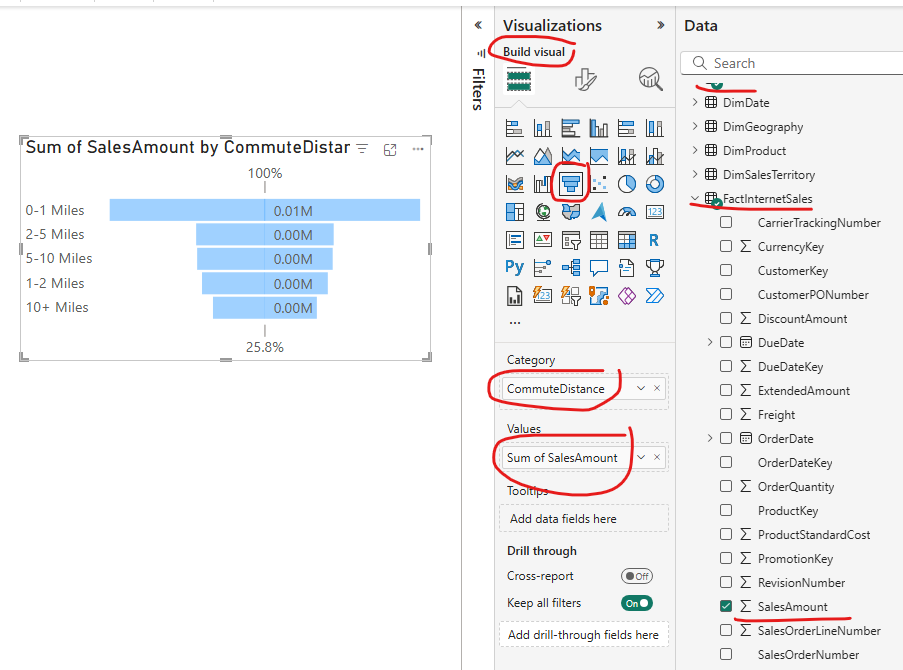 Sum of SalesAmount by CommuteDistar
100%
0-1 Miles 0.01M
2-5 Miles 0.00M
5-10 Miles 0.00M
1-2 Miles 0.00M
10+ Miles 0.00M
25.8%
Filters
Visualizations
Build visual
123
R
Py
123
...
Category
CommuteDistance
Values
Sum of SalesAmount
Tooltips
Add data fields here
Drill through
Cross-report Off
Keep all filters On
Add drill-through fields here
Data
Search
DimDate
DimGeography
DimProduct
DimSalesTerritory
FactInternetSales
CarrierTrackingNumber
CurrencyKey
CustomerKey
CustomerPONumber
DiscountAmount
DueDate
DueDateKey
ExtendedAmount
Freight
OrderDate
OrderDateKey
OrderQuantity
ProductKey
ProductStandardCost
PromotionKey
RevisionNumber
SalesAmount
SalesOrderLineNumber
SalesOrderNumber